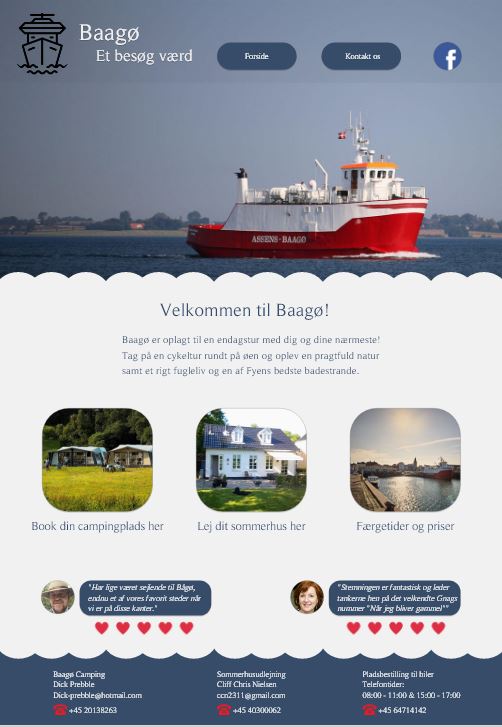 Baagø
Et besøg værd
Forside
Kontakt os
f
ASSENS - BAAGØ
Velkommen til Baagø!
Baagø er oplagt til en endagstur med dig og dine nærmeste!
Tag på en cykeltur rundt på øen og oplev en pragtfuld natur
samt et rigt fugleliv og en af Fyens bedste badestrande.
Book din campingplads her
Lej dit sommerhus her
Færgetider og priser
"Har lige været sejlende til Bågø,
endnu et af vores favorit steder når
vi er på disse kanter."
"Stemningen er fantastisk og leder
tankerne hen på det velkendte Gnags
nummer "Når jeg bliver gammel""
Baagø Camping
Dick Prebble
Dick-prebble@hotmail.com
+45 20138263
Sommerhusudlejning
Cliff Chris Nielsen
ccn2311@gmail.com
+45 40300062
Pladsbestilling til biler
Telefontider:
08:00 - 11:00 & 15:00 - 17:00
+45 64714142